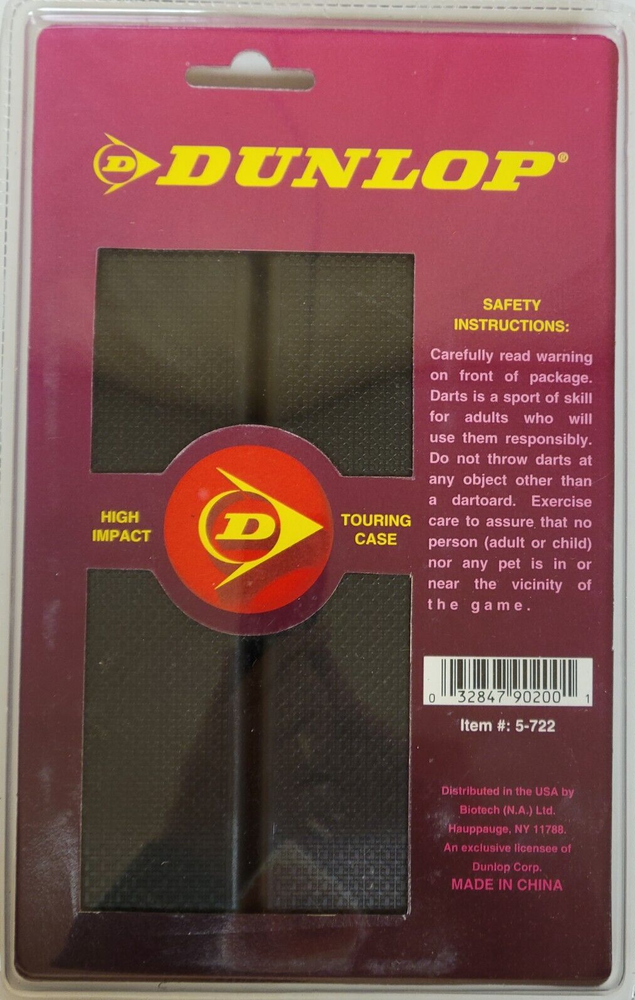 D DUNLOP®
SAFETY
INSTRUCTIONS:
Carefully read warning
on front of package.
Darts is a sport of skill
for adults who will
use them responsibly.
Do not throw darts at
any object other than
a dartoard. Exercise
care to assure that no
person (adult or child)
nor any pet is in or
near the vicinity of
the game.
HIGH
IMPACT
D
TOURING
CASE
0 32847 90200 1
Item #: 5-722
Distributed in the USA by
Biotech (N.A.) Ltd.
Hauppauge, NY 11788.
An exclusive licensee of
Dunlop Corp.
MADE IN CHINA